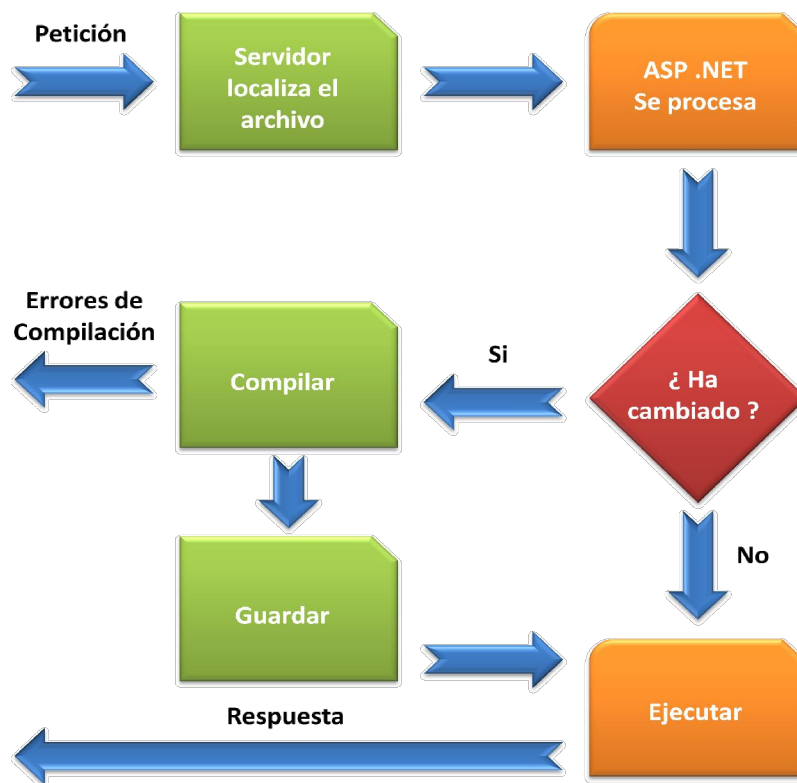 Petición
Servidor
localiza el
archivo
ASP .NET
Se procesa
Errores de
Compilación
Compilar
Si
¿ Ha
cambiado ?
No
Guardar
Respuesta
Ejecutar